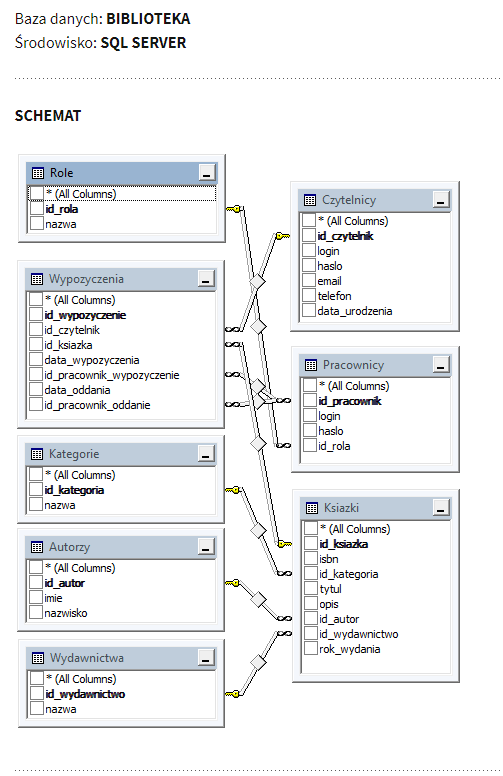 Baza danych: BIBLIOTEKA
Środowisko: SQL SERVER
SCHEMAT
Role
* (All Columns)
id_rola
nazwa
Wypozyczenia
* (All Columns)
id_wypozyczenie
id_czytelnik
id_ksiazka
data_wypozyczenia
id_pracownik_wypozyczenie
data_oddania
id_pracownik_oddanie
Kategorie
* (All Columns)
id_kategoria
nazwa
Autorzy
* (All Columns)
id_autor
imie
nazwisko
Wydawnictwa
* (All Columns)
id_wydawnictwo
nazwa
Czytelnicy
* (All Columns)
id_czytelnik
login
haslo
email
telefon
data_urodzenia
Pracownicy
* (All Columns)
id_pracownik
login
haslo
id_rola
Ksiazki
* (All Columns)
id_ksiazka
isbn
id_kategoria
tytul
opis
id_autor
id_wydawnictwo
rok_wydania